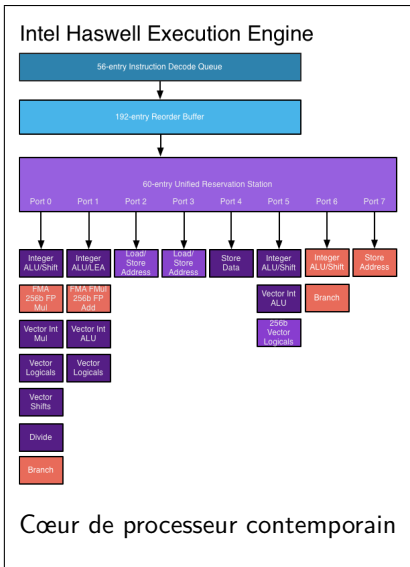 Intel Haswell Execution Engine
56-entry Instruction Decode Queue
192-entry Reorder Buffer
60-entry Unified Reservation Station
Port 0 Port 1 Port 2 Port 3 Port 4 Port 5 Port 6 Port 7
Integer
ALU/Shift
FMA
256b FP
Mul
Vector Int
Mul
Vector
Logicals
Vector
Shifts
Divide
Branch
Integer
ALU/LEA
FMA FMul
256b FP
Add
Vector Int
ALU
Vector
Logicals
Load/
Store
Address
Load/
Store
Address
Store
Data
Integer
ALU/Shift
Vector Int
ALU
256b
Vector
Logicals
Integer
ALU/Shift
Branch
Store
Address
Cœur de processeur contemporain